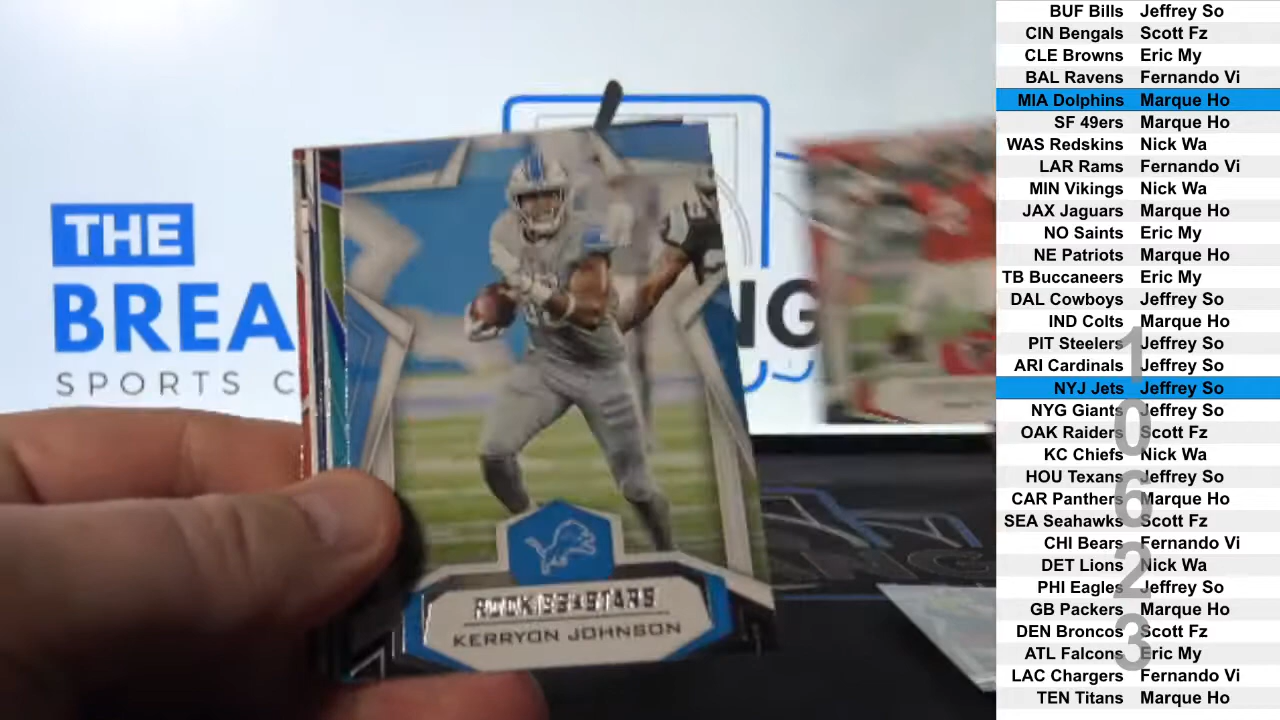 THE
BREA
SPORTS C
NG
ROOKIES & STARS
KERRYON JOHNSON
BUF Bills Jeffrey So
CIN Bengals Scott Fz
CLE Browns Eric My
BAL Ravens Fernando Vi
MIA Dolphins Marque Ho
SF 49ers Marque Ho
WAS Redskins Nick Wa
LAR Rams Fernando Vi
MIN Vikings Nick Wa
JAX Jaguars Marque Ho
NO Saints Eric My
NE Patriots Marque Ho
TB Buccaneers Eric My
DAL Cowboys Jeffrey So
IND Colts Marque Ho
PIT Steelers Jeffrey So
ARI Cardinals Jeffrey So
NYJ Jets Jeffrey So
NYG Giants Jeffrey So
OAK Raiders Scott Fz
KC Chiefs Nick Wa
HOU Texans Jeffrey So
CAR Panthers Marque Ho
SEA Seahawks Scott Fz
CHI Bears Fernando Vi
DET Lions Nick Wa
PHI Eagles Jeffrey So
GB Packers Marque Ho
DEN Broncos Scott Fz
ATL Falcons Eric My
LAC Chargers Fernando Vi
TEN Titans Marque Ho
10623